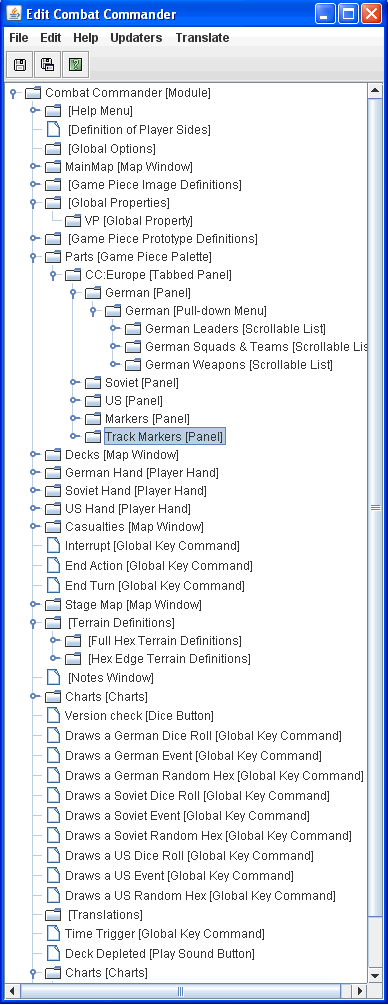 Edit Combat Commander
File Edit Help Updaters Translate
Combat Commander [Module]
[Help Menu]
[Definition of Player Sides]
[Global Options]
MainMap [Map Window]
[Game Piece Image Definitions]
[Global Properties]
VP [Global Property]
[Game Piece Prototype Definitions]
Parts [Game Piece Palette]
CC:Europe [Tabbed Panel]
German [Panel]
German [Pull-down Menu]
German Leaders [Scrollable List]
German Squads & Teams [Scrollable Lis
German Weapons [Scrollable List]
Soviet [Panel]
US [Panel]
Markers [Panel]
Track Markers [Panel]
Decks [Map Window]
German Hand [Player Hand]
Soviet Hand [Player Hand]
US Hand [Player Hand]
Casualties [Map Window]
Interrupt [Global Key Command]
End Action [Global Key Command]
End Turn [Global Key Command]
Stage Map [Map Window]
[Terrain Definitions]
[Full Hex Terrain Definitions]
[Hex Edge Terrain Definitions]
[Notes Window]
Charts [Charts]
Version check [Dice Button]
Draws a German Dice Roll [Global Key Command]
Draws a German Event [Global Key Command]
Draws a German Random Hex [Global Key Command]
Draws a Soviet Dice Roll [Global Key Command]
Draws a Soviet Event [Global Key Command]
Draws a Soviet Random Hex [Global Key Command]
Draws a US Dice Roll [Global Key Command]
Draws a US Event [Global Key Command]
Draws a US Random Hex [Global Key Command]
[Translations]
Time Trigger [Global Key Command]
Deck Depleted [Play Sound Button]
Charts [Charts]